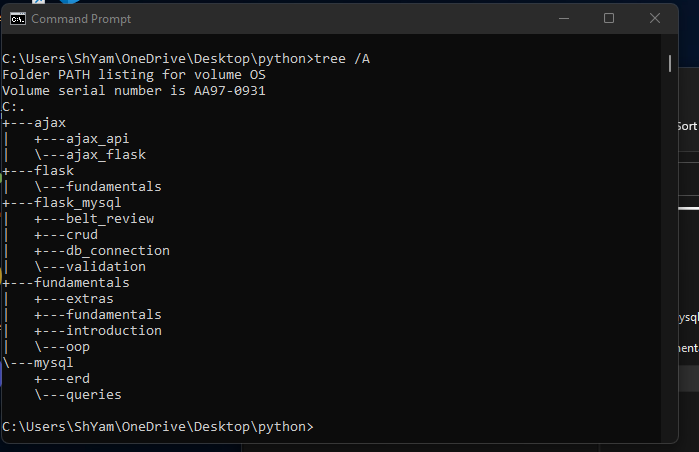 Command Prompt
C:\Users\ShYam\OneDrive\Desktop\python>tree /A
Folder PATH listing for volume OS
Volume serial number is AA97-0931
C:.
+---ajax
|   +---ajax_api
|   \---ajax_flask
+---flask
|   \---fundamentals
+---flask_mysql
|   +---belt_review
|   +---crud
|   +---db_connection
|   \---validation
+---fundamentals
|   +---extras
|   +---fundamentals
|   +---introduction
|   \---oop
\---mysql
    +---erd
    \---queries
C:\Users\ShYam\OneDrive\Desktop\python>
Sort